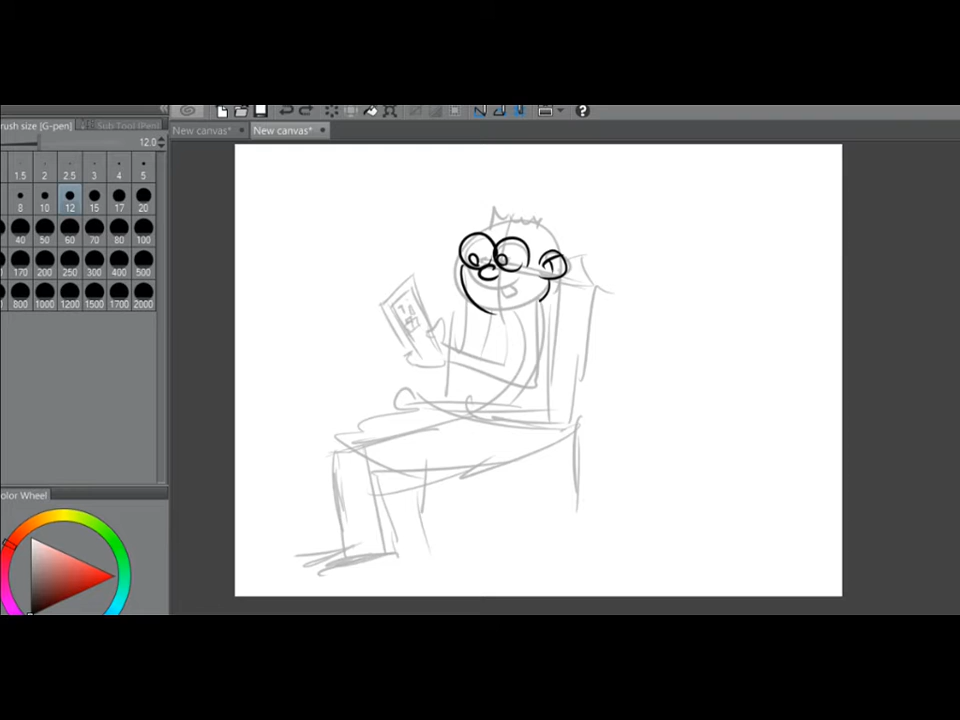 rush size [G-pen] Sub Tool [Pen]
New canvas* New canvas*
12.0
1.5 2 2.5 3 4 5
8 10 12 15 17 20
40 50 60 70 80 100
170 200 250 300 400 500
800 1000 1200 1500 1700 2000
olor Wheel